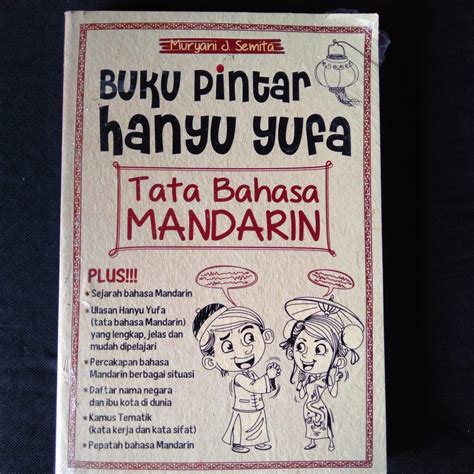 Muryani J. Semita
Buku Pintar
hanyu yufa
Tata Bahasa
MANDARIN
PLUS!!!
* Sejarah bahasa Mandarin
* Ulasan Hanyu Yufa
(tata bahasa Mandarin)
yang lengkap, jelas dan
mudah dipelajari
* Percakapan bahasa
Mandarin berbagai situasi
* Daftar nama negara
dan ibu kota di dunia
* Kamus Tematik
(kata kerja dan kata sifat)
* Pepatah bahasa Mandarin